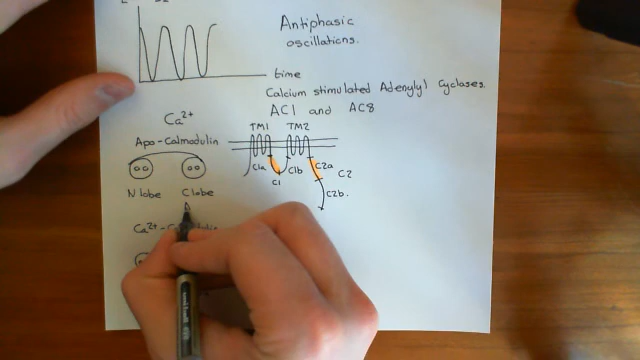 Antiphasic
oscillations.
time
Calcium stimulated Adenylyl Cyclases.
AC1 and AC8
Ca2+
TM1 TM2
Apo-Calmodulin
C1a C1b C2a C2
C1
N lobe C lobe
C2b.
Ca2+-